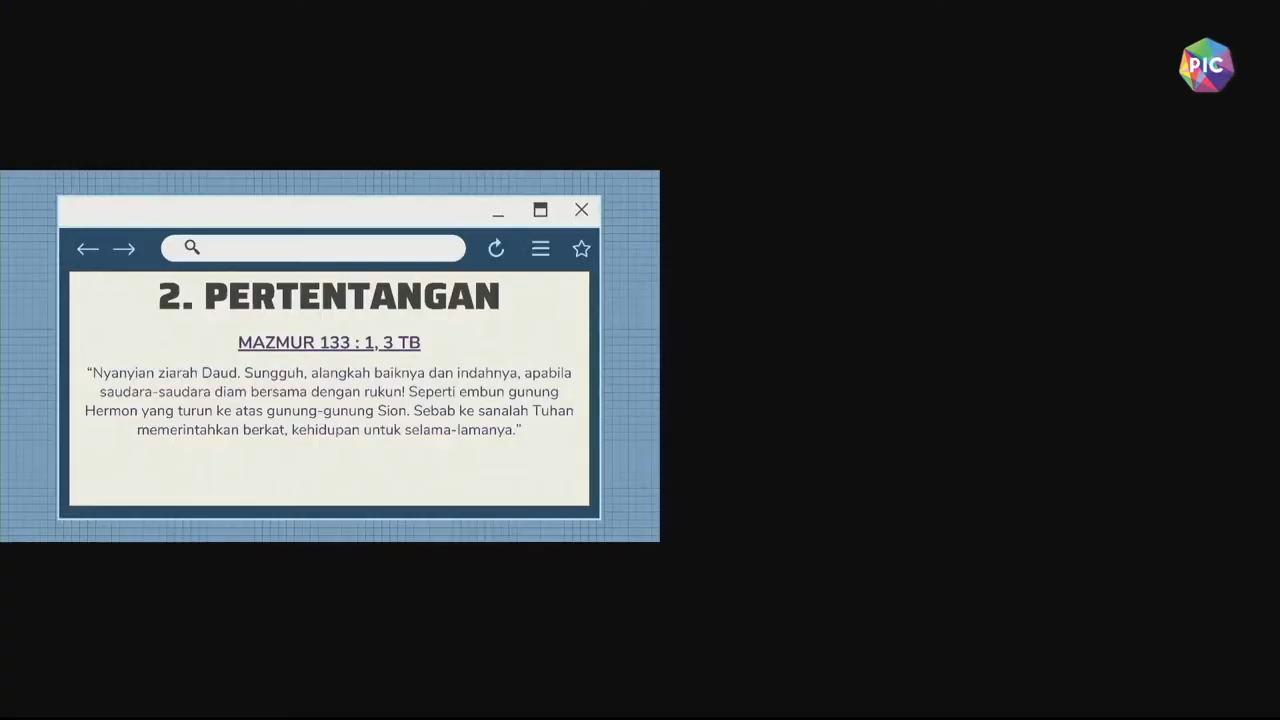 PIC
2. PERTENTANGAN
MAZMUR 133 : 1, 3 TB
“Nyanyian ziarah Daud. Sungguh, alangkah baiknya dan indahnya, apabila
saudara-saudara diam bersama dengan rukun! Seperti embun gunung
Hermon yang turun ke atas gunung-gunung Sion. Sebab ke sanalah Tuhan
memerintahkan berkat, kehidupan untuk selama-lamanya.”